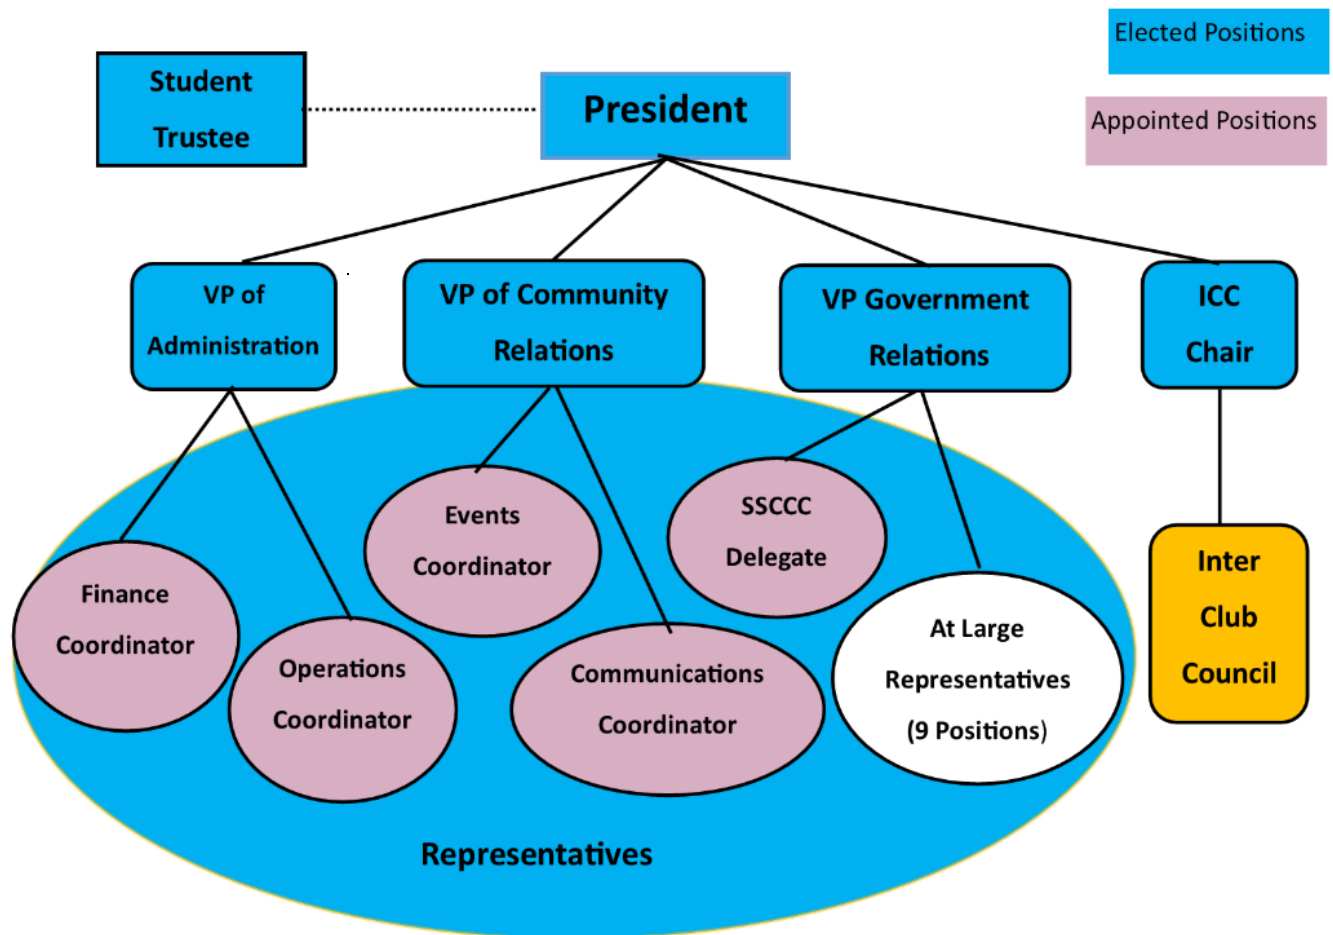 Elected Positions
Appointed Positions
Student
Trustee
President
VP of
Administration
VP of Community
Relations
VP Government
Relations
ICC
Chair
Finance
Coordinator
Operations
Coordinator
Events
Coordinator
Communications
Coordinator
SSCCC
Delegate
At Large
Representatives
(9 Positions)
Inter
Club
Council
Representatives